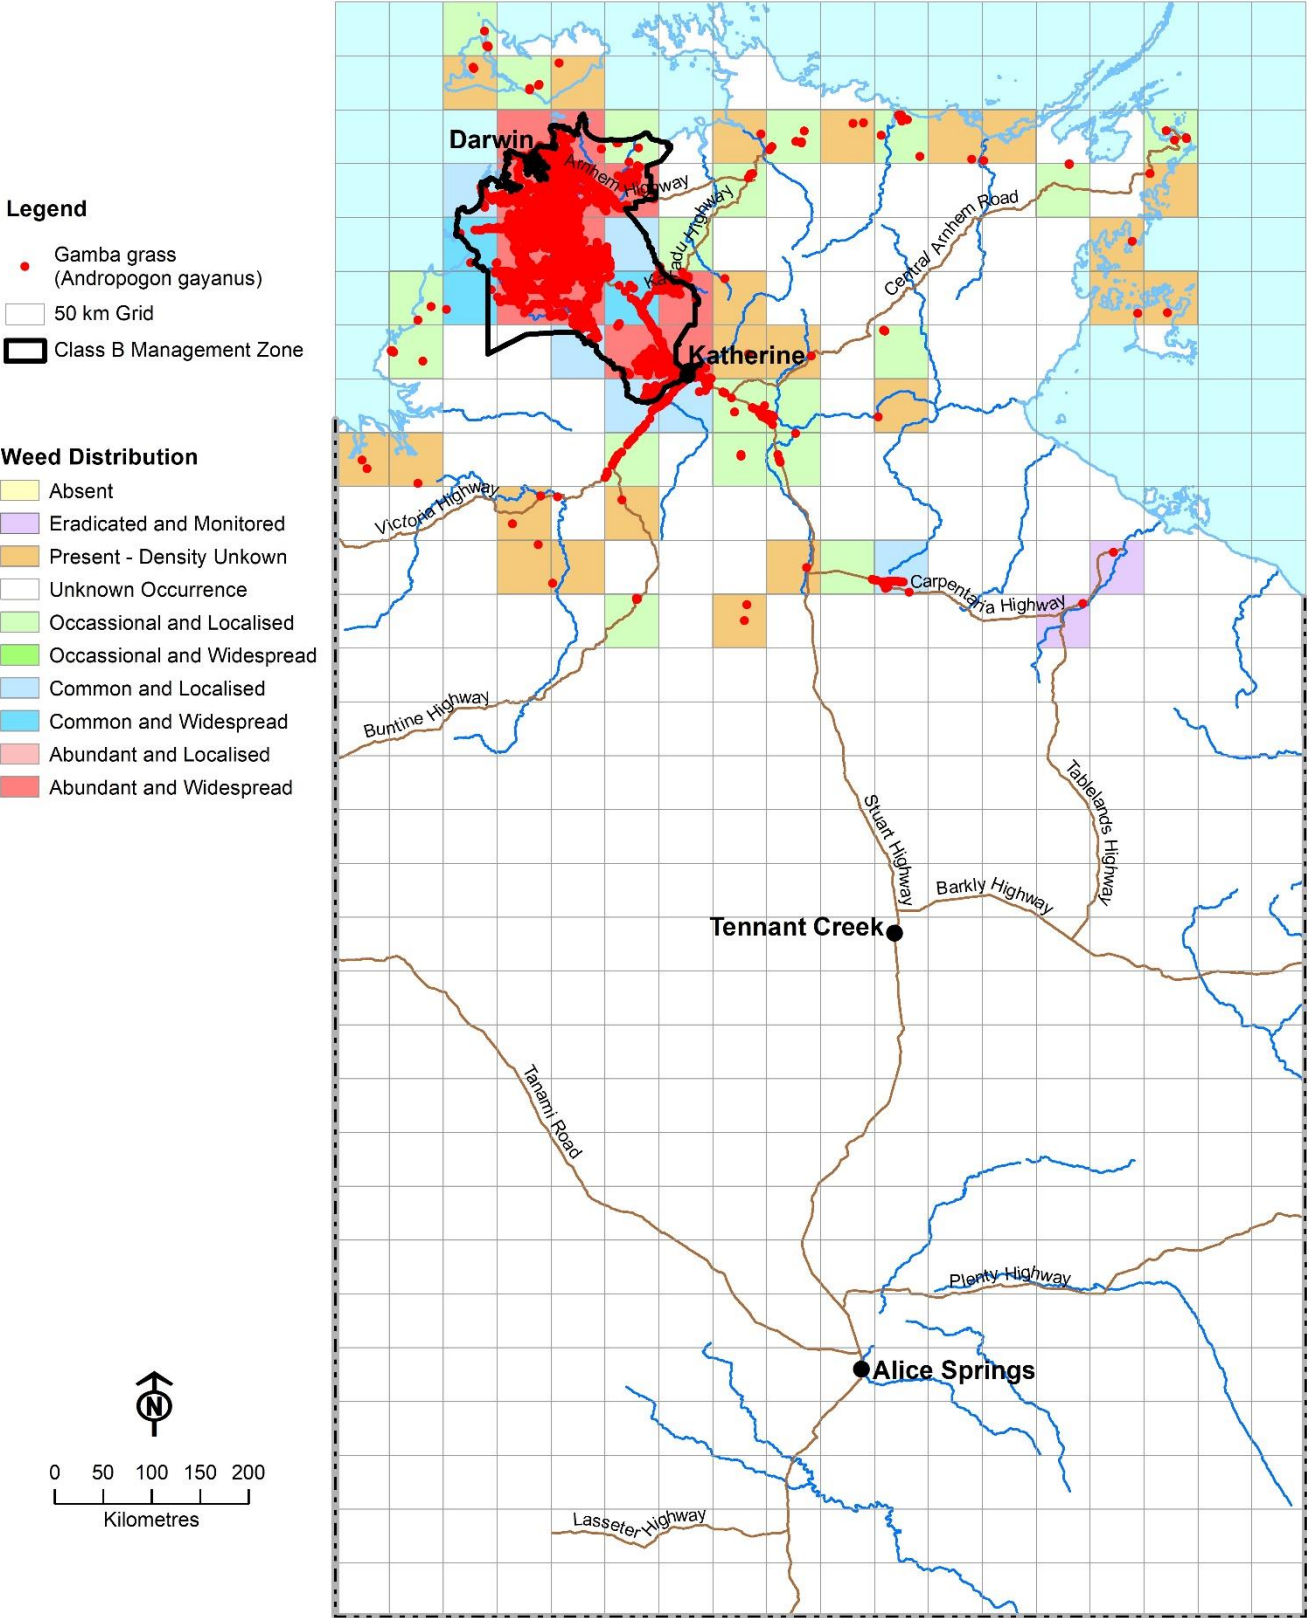 Legend
Gamba grass
(Andropogon gayanus)
50 km Grid
Class B Management Zone
Weed Distribution
Absent
Eradicated and Monitored
Present - Density Unkown
Unknown Occurrence
Occassional and Localised
Occassional and Widespread
Common and Localised
Common and Widespread
Abundant and Localised
Abundant and Widespread
N
0 50 100 150 200
Kilometres
Darwin
Arnhem Highway
Kakadu Highway
Central Arnhem Road
Katherine
Victoria Highway
Carpentaria Highway
Buntine Highway
Stuart Highway
Tablelands Highway
Barkly Highway
Tennant Creek
Tanami Road
Plenty Highway
Alice Springs
Lasseter Highway